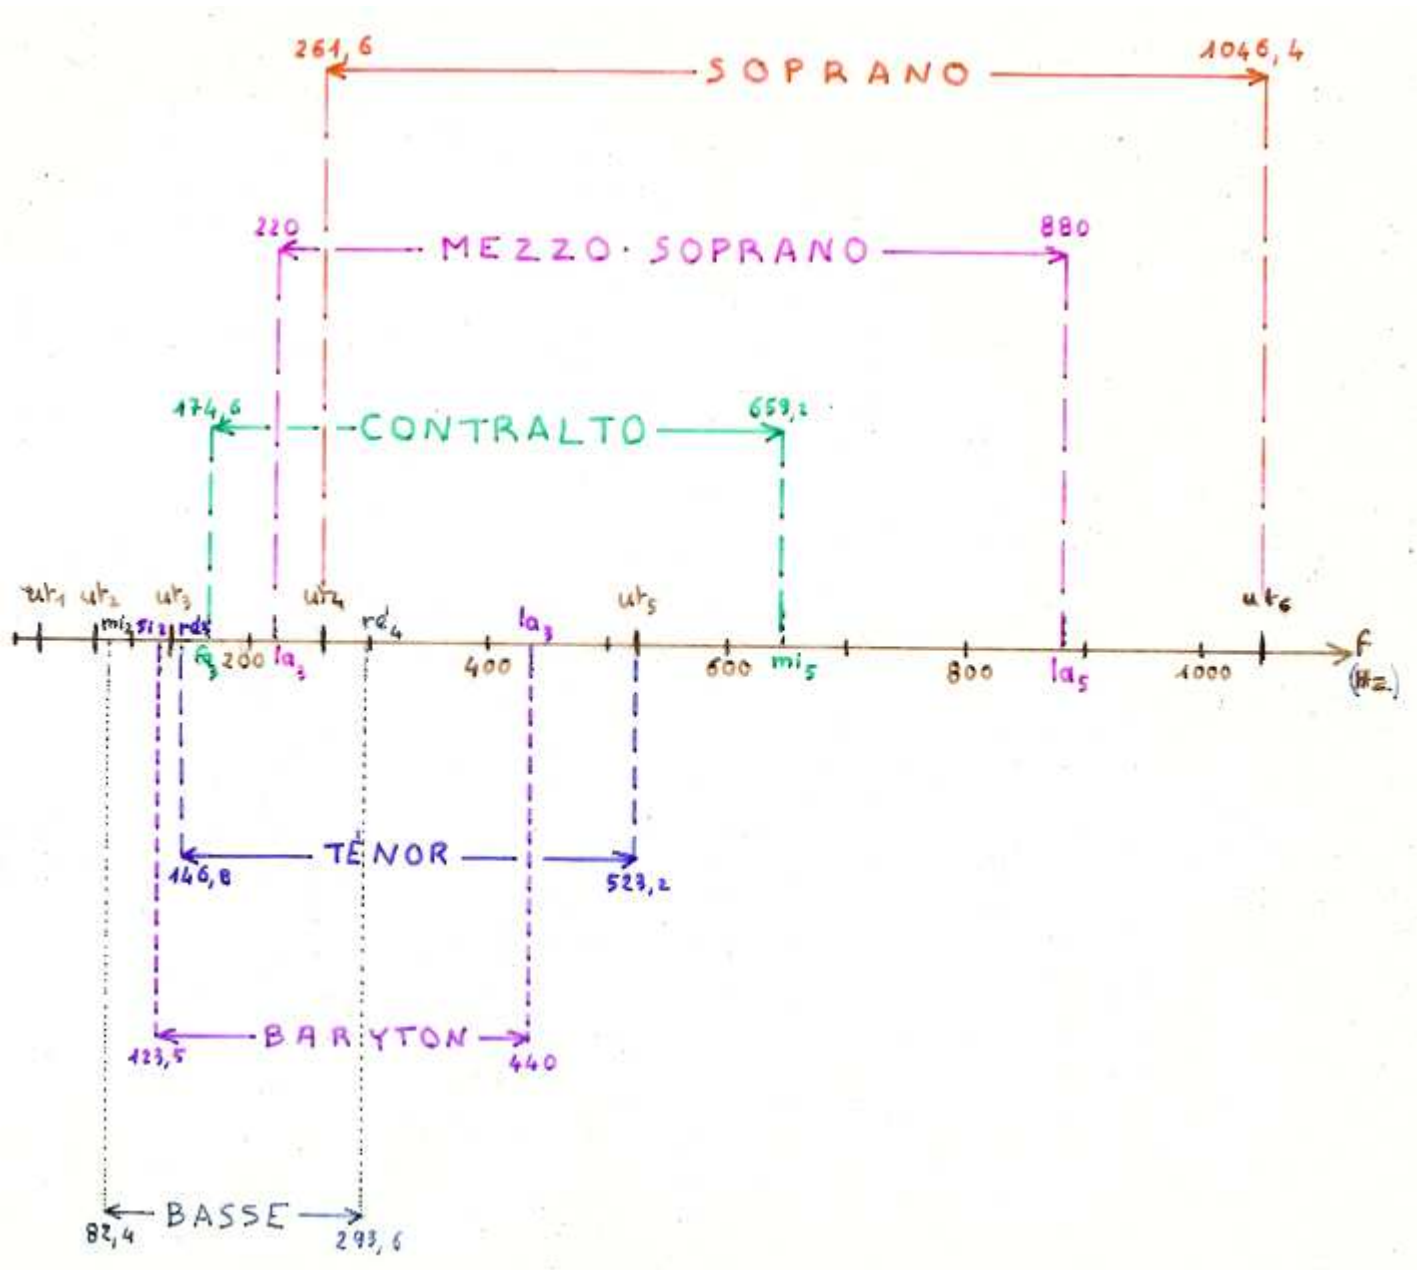 261,6
1046,4
SOPRANO
220
880
MEZZO-SOPRANO
174,6
659,2
CONTRALTO
ut1 ut2 ut3 ut4 ut5 ut6
mi2 si2 ré3 ré4 la3
fa3 200 la3 400 600 mi5 800 la5 1000 f
(Hz)
TÉNOR
146,8
523,2
BARYTON
123,5
440
BASSE
82,4
293,6